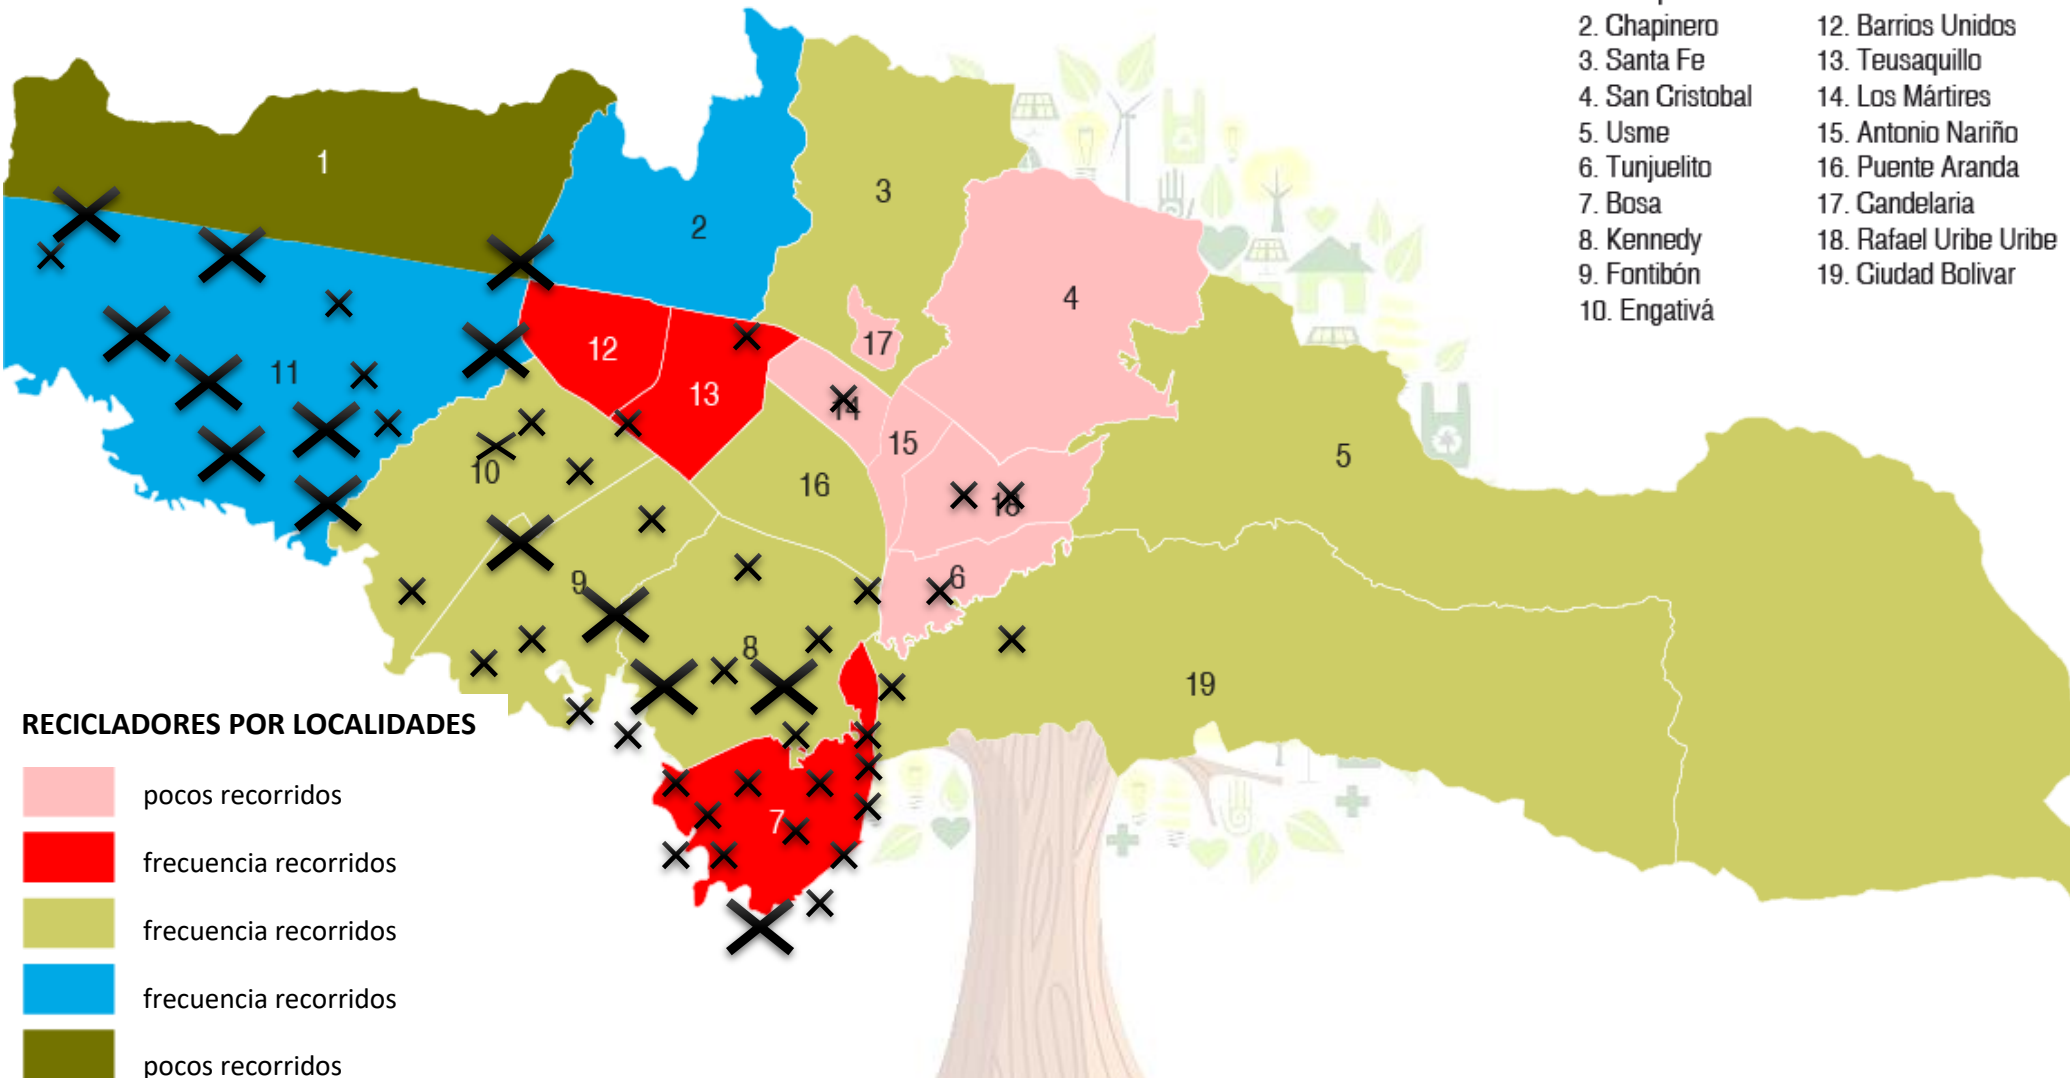 2. Chapinero
3. Santa Fe
4. San Cristobal
5. Usme
6. Tunjuelito
7. Bosa
8. Kennedy
9. Fontibón
10. Engativá
12. Barrios Unidos
13. Teusaquillo
14. Los Mártires
15. Antonio Nariño
16. Puente Aranda
17. Candelaria
18. Rafael Uribe Uribe
19. Ciudad Bolivar
1
2
3
4
17
12
13
11
14
15
5
10
16
18
9
6
8
19
7
RECICLADORES POR LOCALIDADES
pocos recorridos
frecuencia recorridos
frecuencia recorridos
frecuencia recorridos
pocos recorridos